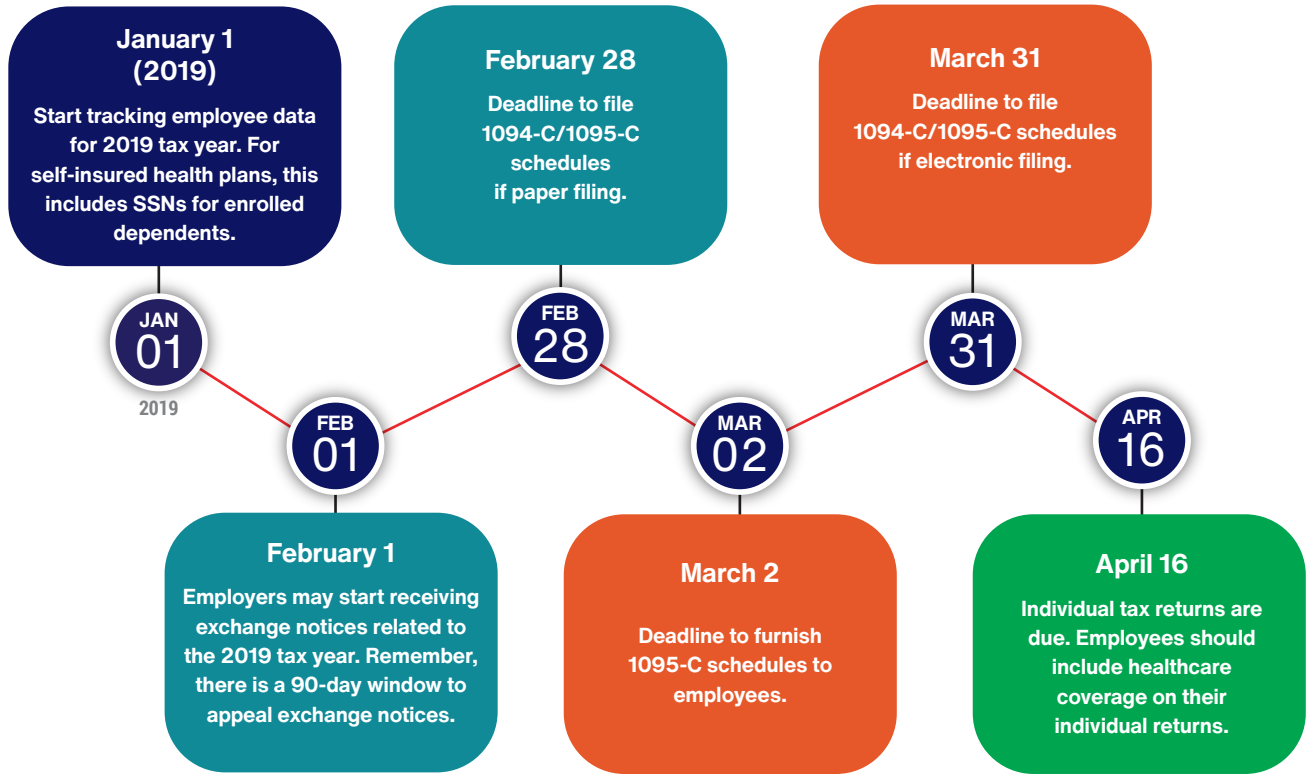 January 1
(2019)
Start tracking employee data
for 2019 tax year. For
self-insured health plans, this
includes SSNs for enrolled
dependents.
February 28
Deadline to file
1094-C/1095-C
schedules
if paper filing.
March 31
Deadline to file
1094-C/1095-C schedules
if electronic filing.
JAN
01
2019
FEB
01
FEB
28
MAR
02
MAR
31
APR
16
February 1
Employers may start receiving
exchange notices related to
the 2019 tax year. Remember,
there is a 90-day window to
appeal exchange notices.
March 2
Deadline to furnish
1095-C schedules to
employees.
April 16
Individual tax returns are
due. Employees should
include healthcare
coverage on their
individual returns.